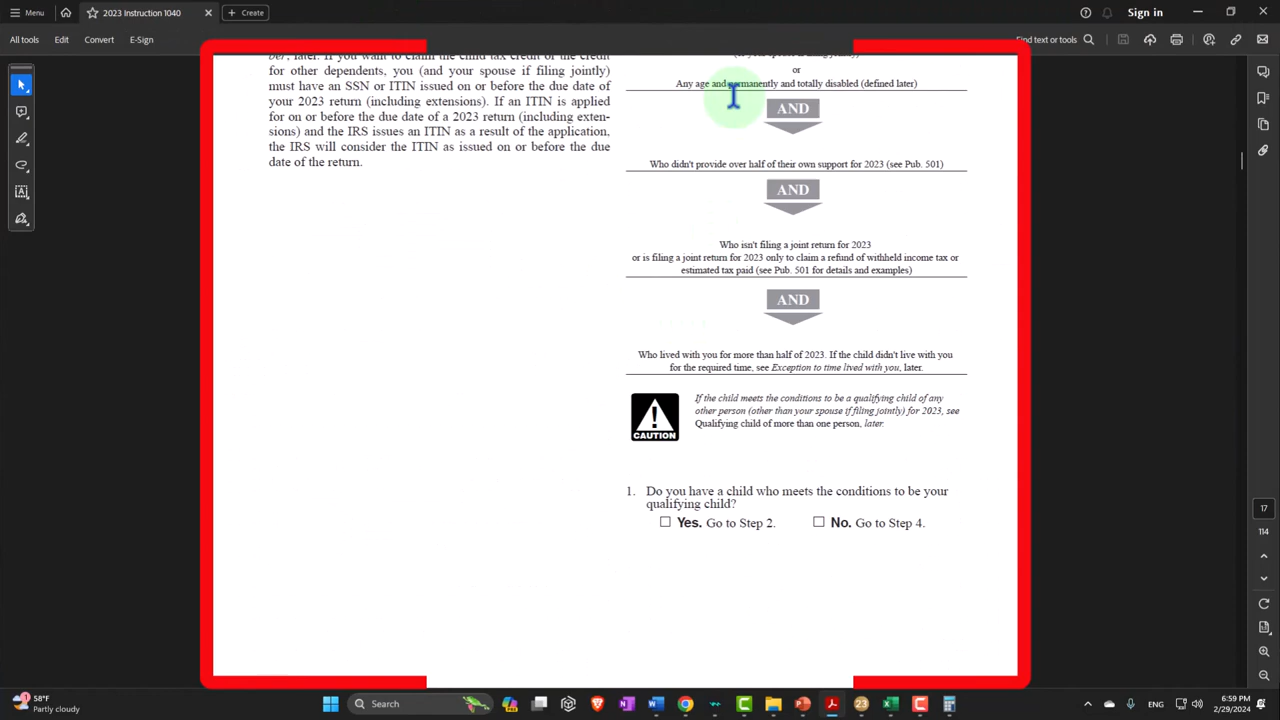 Menu
2023 Instruction 1040
Create
Sign in
All tools
Edit
Convert
E-Sign
Find text or tools
ber, later. If you want to claim the child tax credit or the credit
for other dependents, you (and your spouse if filing jointly)
must have an SSN or ITIN issued on or before the due date of
your 2023 return (including extensions). If an ITIN is applied
for on or before the due date of a 2023 return (including exten-
sions) and the IRS issues an ITIN as a result of the application,
the IRS will consider the ITIN as issued on or before the due
date of the return.
(or your spouse if filing jointly)
or
Any age and permanently and totally disabled (defined later)
AND
Who didn't provide over half of their own support for 2023 (see Pub. 501)
AND
Who isn't filing a joint return for 2023
or is filing a joint return for 2023 only to claim a refund of withheld income tax or
estimated tax paid (see Pub. 501 for details and examples)
AND
Who lived with you for more than half of 2023. If the child didn't live with you
for the required time, see Exception to time lived with you, later.
CAUTION
If the child meets the conditions to be a qualifying child of any
other person (other than your spouse if filing jointly) for 2023, see
Qualifying child of more than one person, later.
1. Do you have a child who meets the conditions to be your
qualifying child?
Yes. Go to Step 2.
No. Go to Step 4.
17
114
1
58°F
Partly cloudy
Search
23
ENG
6:59 PM
2/29/2024